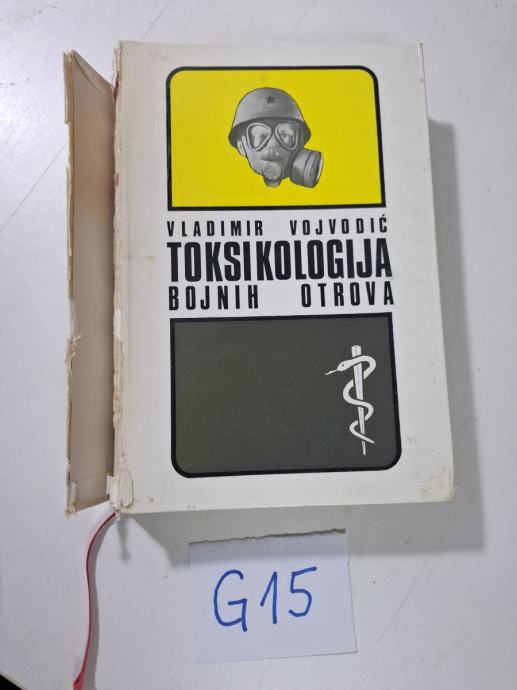 VLADIMIR VOJVODIĆ
TOKSIKOLOGIJA
BOJNIH OTROVA
G15